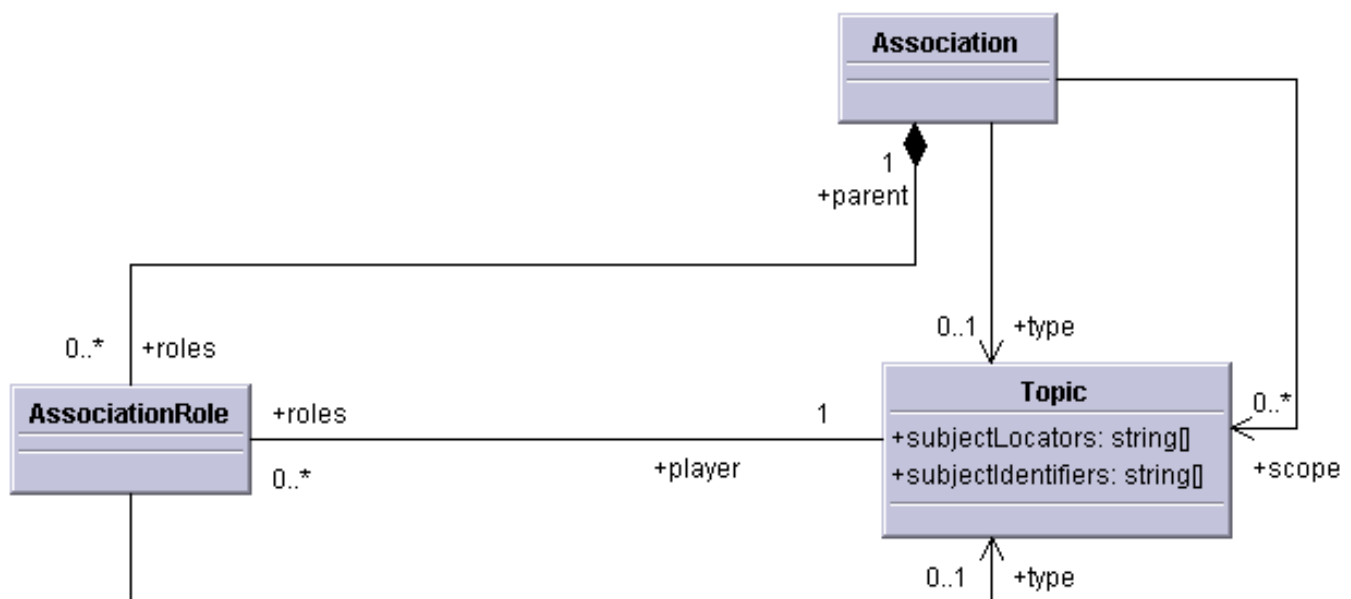 Association
1
+parent
0..1 +type
0..* +roles
AssociationRole
+roles
0..*
1
+player
Topic
+subjectLocators: string[]
+subjectIdentifiers: string[]
0..*
+scope
0..1 +type